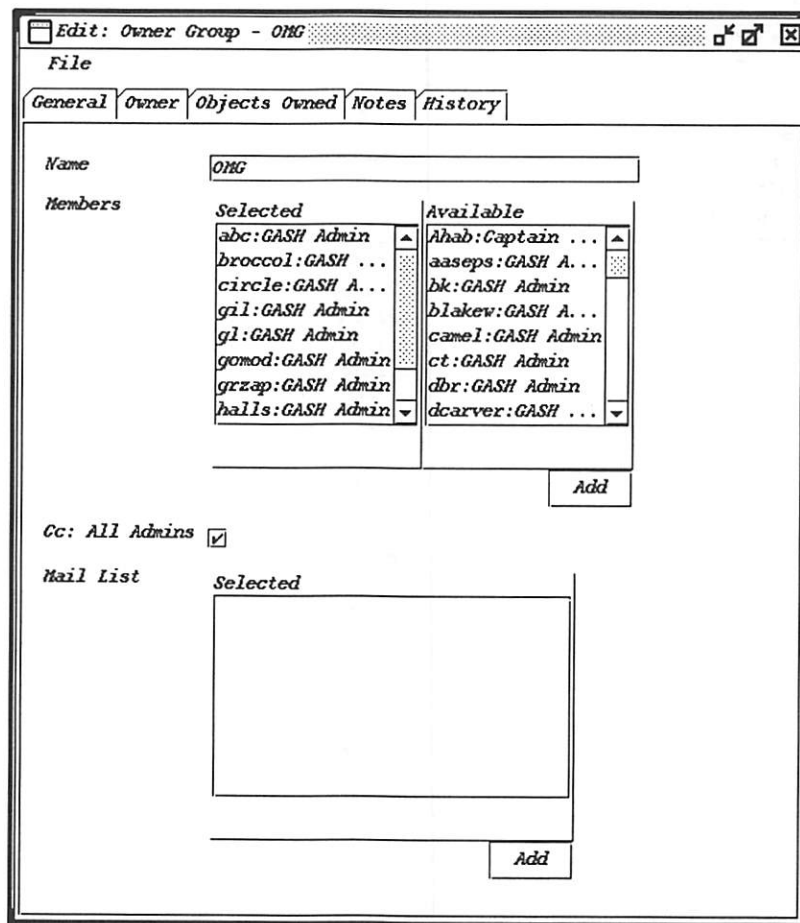 Edit: Owner Group - OMG
File
General Owner Objects Owned Notes History
Name OMG
Members
Selected Available
abc:GASH Admin Ahab:Captain ...
broccol:GASH ... aaseps:GASH A...
circle:GASH A... bk:GASH Admin
gil:GASH Admin blakew:GASH A...
gl:GASH Admin camel:GASH Admin
gomod:GASH Admin ct:GASH Admin
grzap:GASH Admin dbr:GASH Admin
halls:GASH Admin dcarver:GASH ...
Add
Cc: All Admins
Mail List
Selected
Add